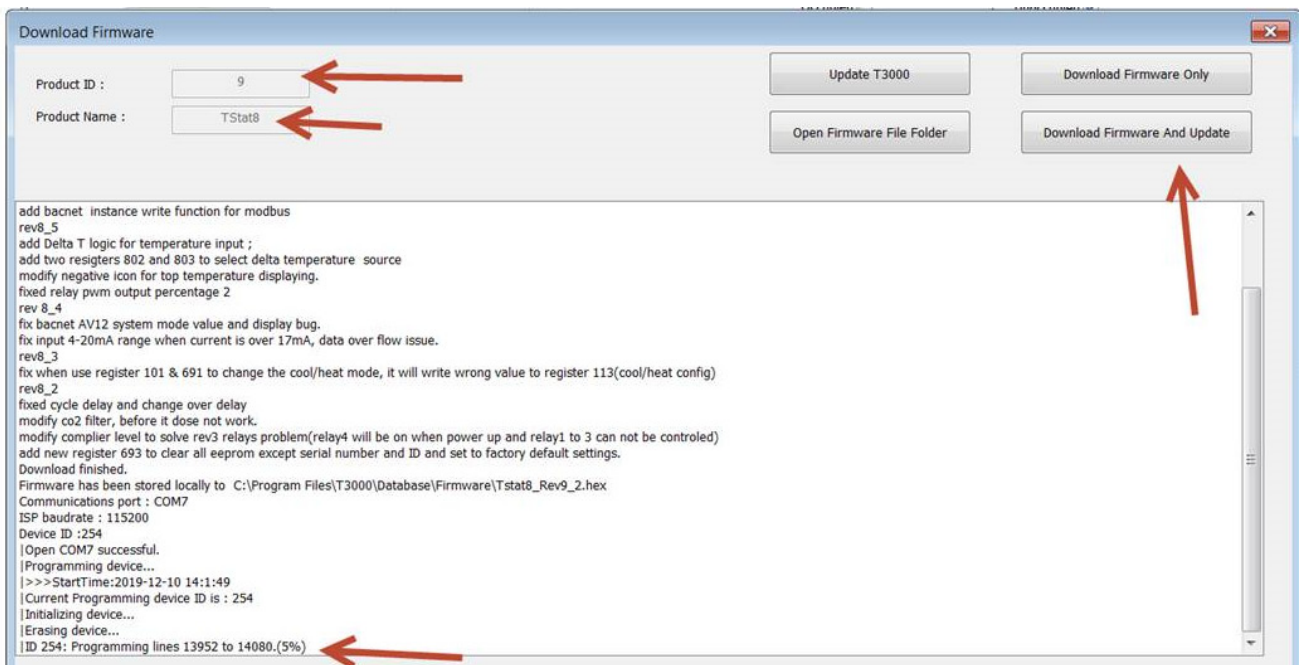 Download Firmware
Product ID :
9
Update T3000
Download Firmware Only
Product Name :
TStat8
Open Firmware File Folder
Download Firmware And Update
add bacnet  instance write function for modbus
rev8_5
add Delta T logic for temperature input ;
add two resigters 802 and 803 to select delta temperature  source
modify negative icon for top temperature displaying.
fixed relay pwm output percentage 2
rev 8_4
fix bacnet AV12 system mode value and display bug.
fix input 4-20mA range when current is over 17mA, data over flow issue.
rev8_3
fix when use register 101 & 691 to change the cool/heat mode, it will write wrong value to register 113(cool/heat config)
rev8_2
fixed cycle delay and change over delay
modify co2 filter, before it dose not work.
modify complier level to solve rev3 relays problem(relay4 will be on when power up and relay1 to 3 can not be controled)
add new register 693 to clear all eeprom except serial number and ID and set to factory default settings.
Download finished.
Firmware has been stored locally to  C:\Program Files\T3000\Database\Firmware\Tstat8_Rev9_2.hex
Communications port : COM7
ISP baudrate : 115200
Device ID :254
|Open COM7 successful.
|Programming device...
|>>>StartTime:2019-12-10 14:1:49
|Current Programming device ID is : 254
|Initializing device...
|Erasing device...
|ID 254: Programming lines 13952 to 14080.(5%)